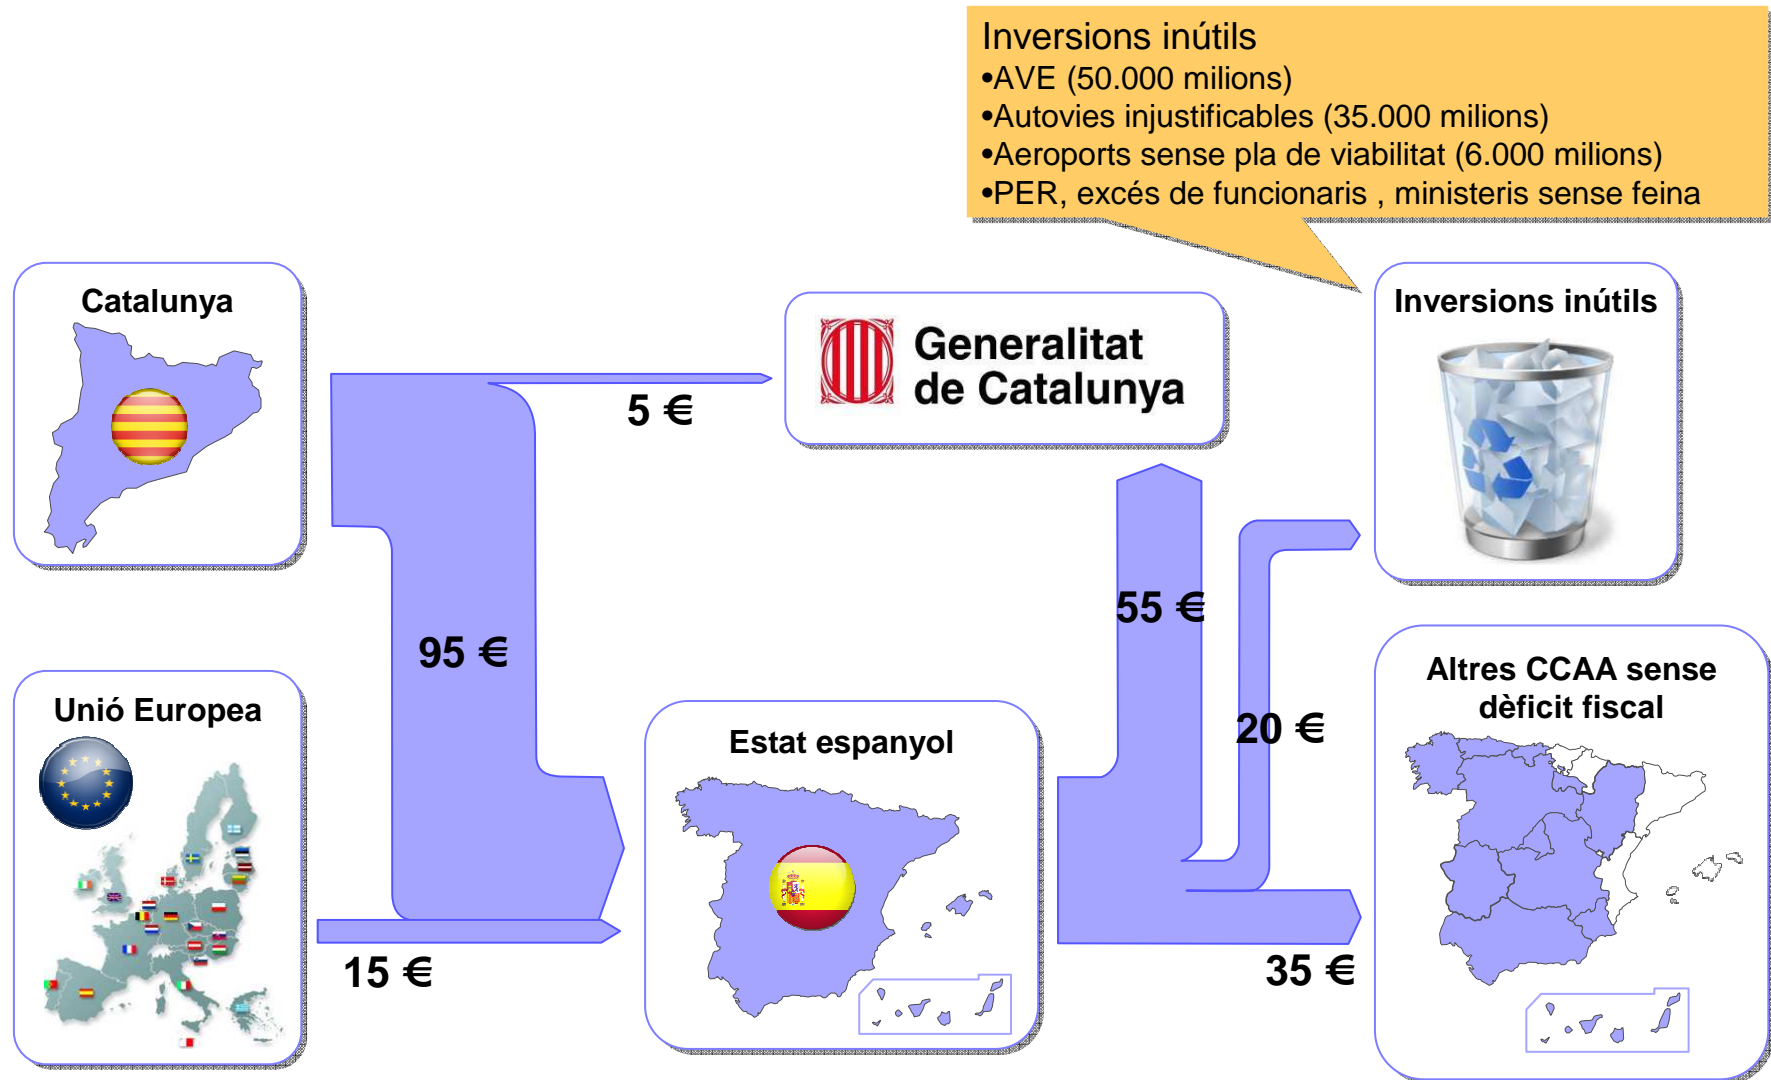 Inversions inútils
•AVE (50.000 milions)
•Autovies injustificables (35.000 milions)
•Aeroports sense pla de viabilitat (6.000 milions)
•PER, excés de funcionaris , ministeris sense feina
Catalunya
Generalitat
de Catalunya
Inversions inútils
5 €
95 €
55 €
20 €
Unió Europea
Estat espanyol
Altres CCAA sense
dèficit fiscal
15 €
35 €